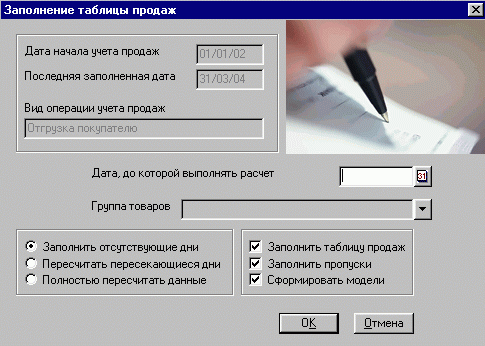 Заполнение таблицы продаж
Дата начала учета продаж 01/01/02
Последняя заполненная дата 31/03/04
Вид операции учета продаж
Отгрузка покупателю
Дата, до которой выполнять расчет 31
Группа товаров
Заполнить отсутствующие дни
Пересчитать пересекающиеся дни
Полностью пересчитать данные
Заполнить таблицу продаж
Заполнить пропуски
Сформировать модели
OK
Отмена